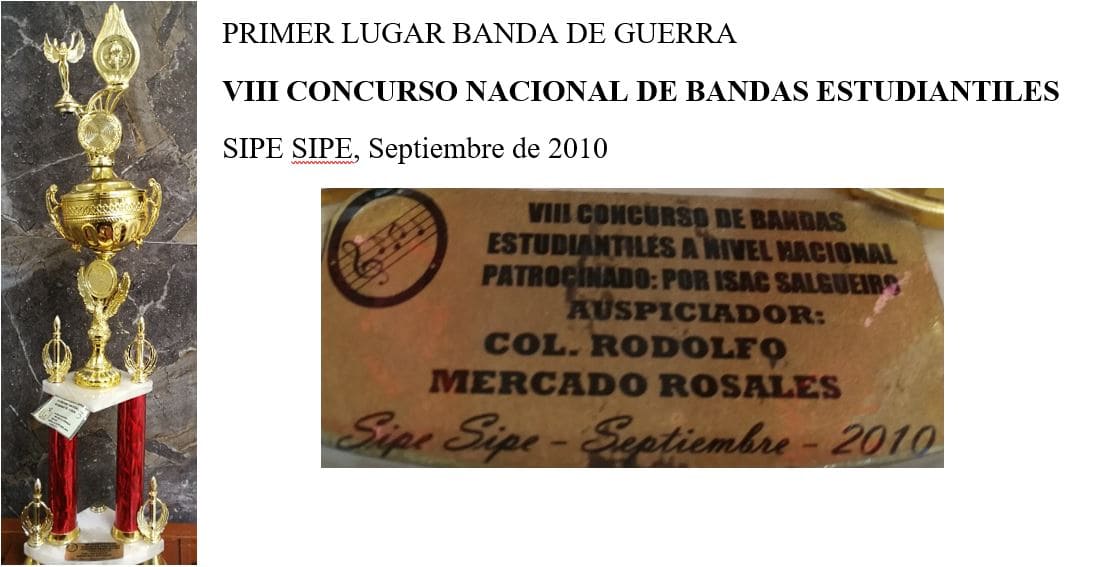 PRIMER LUGAR BANDA DE GUERRA
VIII CONCURSO NACIONAL DE BANDAS ESTUDIANTILES
SIPE SIPE, Septiembre de 2010
VIII CONCURSO DE BANDAS
ESTUDIANTILES A NIVEL NACIONAL
PATROCINADO: POR ISAC SALGUEIRO
AUSPICIADOR:
COL. RODOLFO
MERCADO ROSALES
Sipe Sipe - Septiembre - 2010